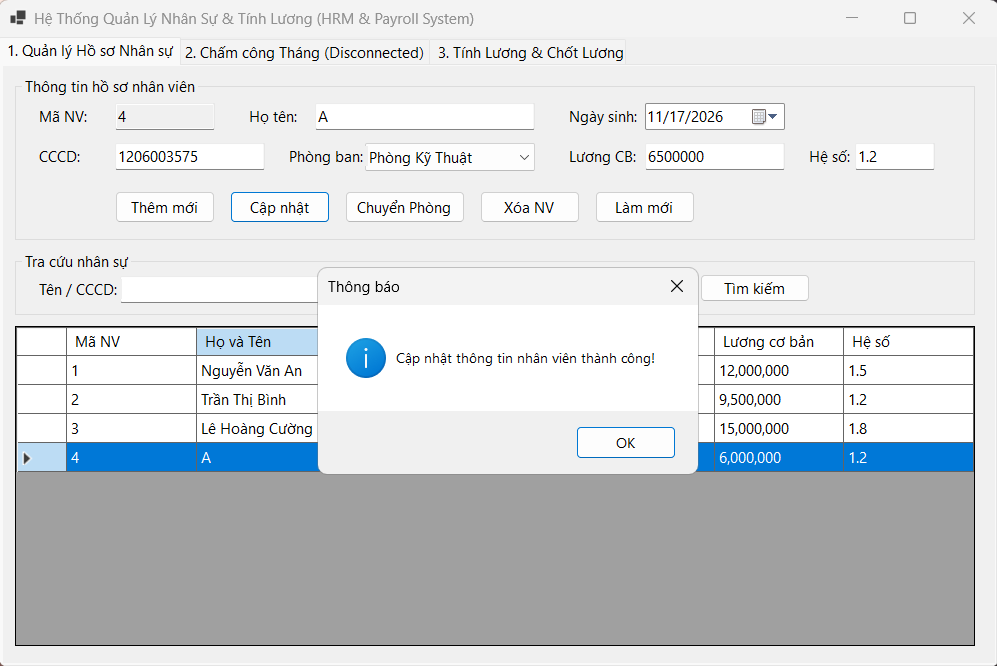 Hệ Thống Quản Lý Nhân Sự & Tính Lương (HRM & Payroll System)
1. Quản lý Hồ sơ Nhân sự 2. Chấm công Tháng (Disconnected) 3. Tính Lương & Chốt Lương
Thông tin hồ sơ nhân viên
Mã NV: 4 Họ tên: A Ngày sinh: 11/17/2026
CCCD: 1206003575 Phòng ban: Phòng Kỹ Thuật Lương CB: 6500000 Hệ số: 1.2
Thêm mới Cập nhật Chuyển Phòng Xóa NV Làm mới
Tra cứu nhân sự
Tên / CCCD: Tìm kiếm
Thông báo
Cập nhật thông tin nhân viên thành công!
OK
Mã NV Họ và Tên Lương cơ bản Hệ số
1 Nguyễn Văn An 12,000,000 1.5
2 Trần Thị Bình 9,500,000 1.2
3 Lê Hoàng Cường 15,000,000 1.8
4 A 6,000,000 1.2